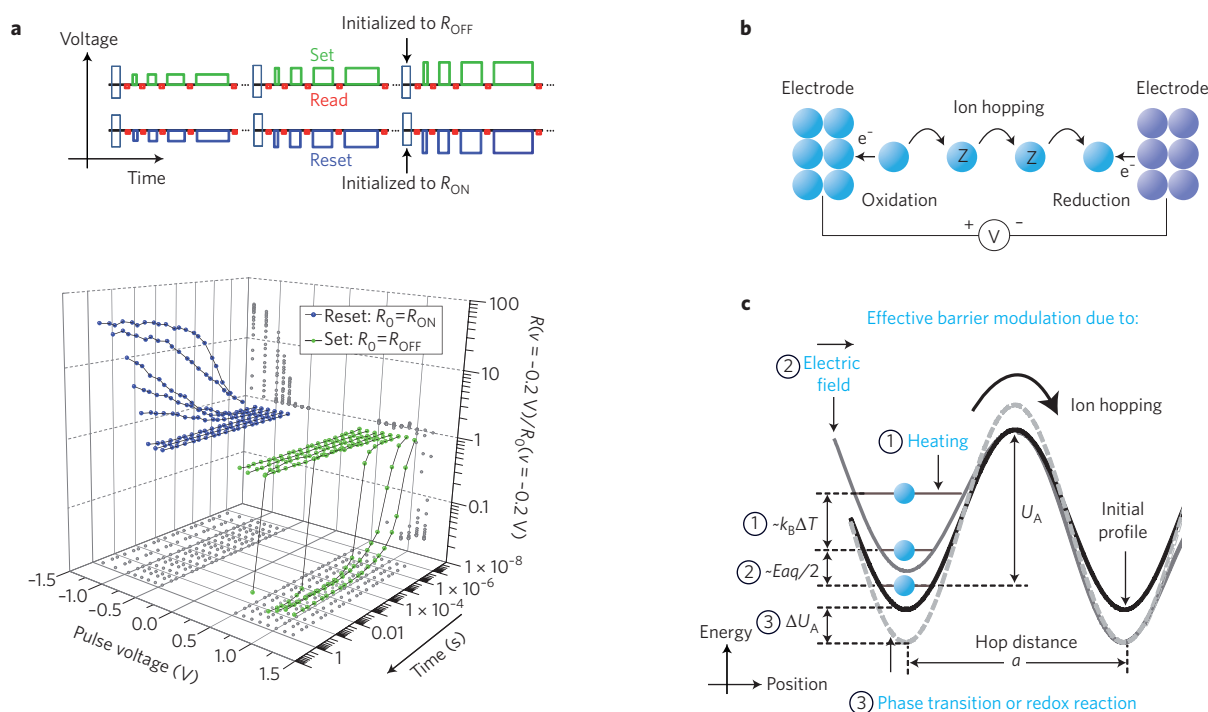 a
Voltage
Initialized to R_OFF
Set
Read
Reset
Time
Initialized to R_ON
Reset: R_0=R_ON
Set: R_0=R_OFF
100
10
1
0.1
R(v=−0.2 V)/R_0(v=−0.2 V)
−1.5
−1.0
−0.5
0.0
0.5
1.0
1.5
Pulse voltage (V)
1 × 10^−8
1 × 10^−6
1 × 10^−4
0.01
1
Time (s)
b
Electrode
Electrode
Ion hopping
e^−
Z
Z
e^−
Oxidation
Reduction
+
V
−
c
Effective barrier modulation due to:
2 Electric
field
Ion hopping
1 Heating
1 ~k_BΔT
U_A
Initial
profile
2 ~Eaq/2
3 ΔU_A
Energy
Position
Hop distance
a
3 Phase transition or redox reaction